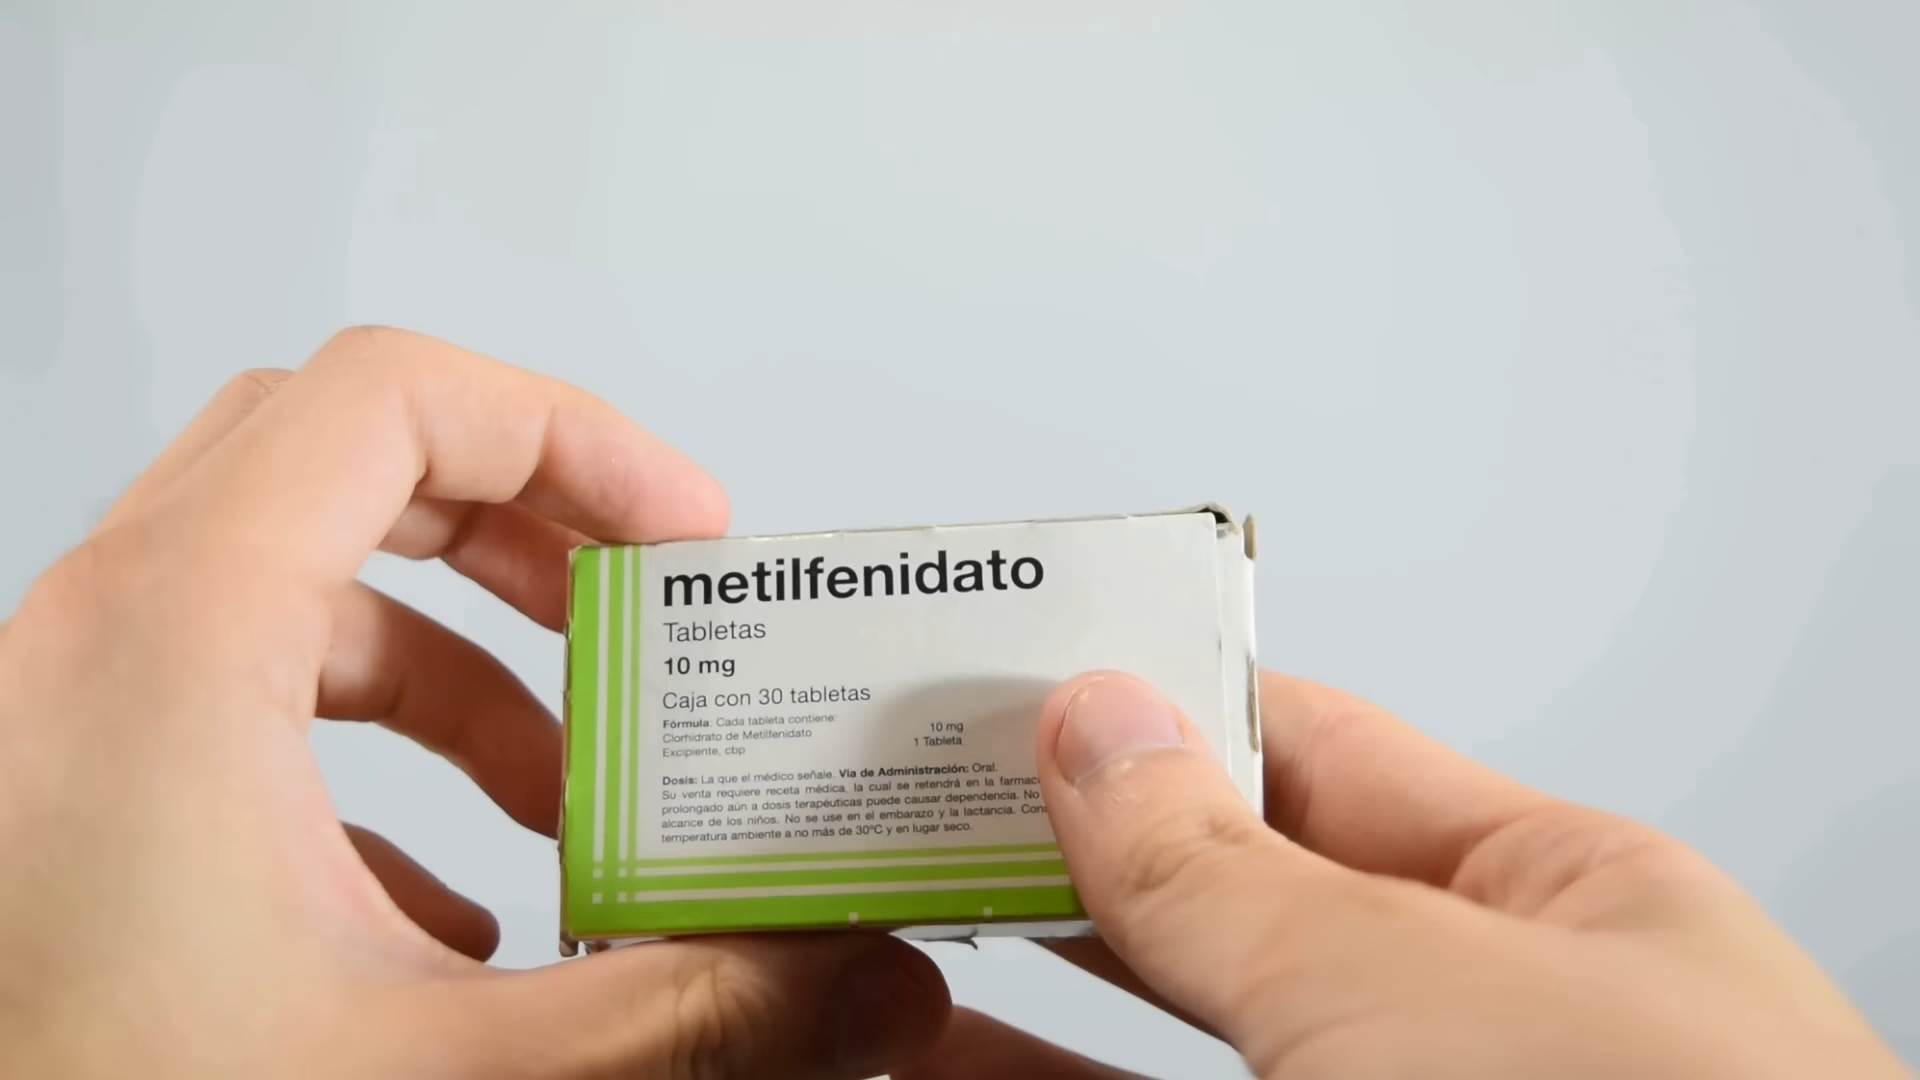 metilfenidato
Tabletas
10 mg
Caja con 30 tabletas
Fórmula: Cada tableta contiene:
Clorhidrato de Metilfenidato 10 mg
Excipiente, cbp 1 Tableta
Dosis: La que el médico señale. Vía de Administración: Oral.
Su venta requiere receta médica, la cual se retendrá en la farmaci
prolongado aún a dosis terapéuticas puede causar dependencia. No
alcance de los niños. No se use en el embarazo y la lactancia. Con
temperatura ambiente a no más de 30°C y en lugar seco.